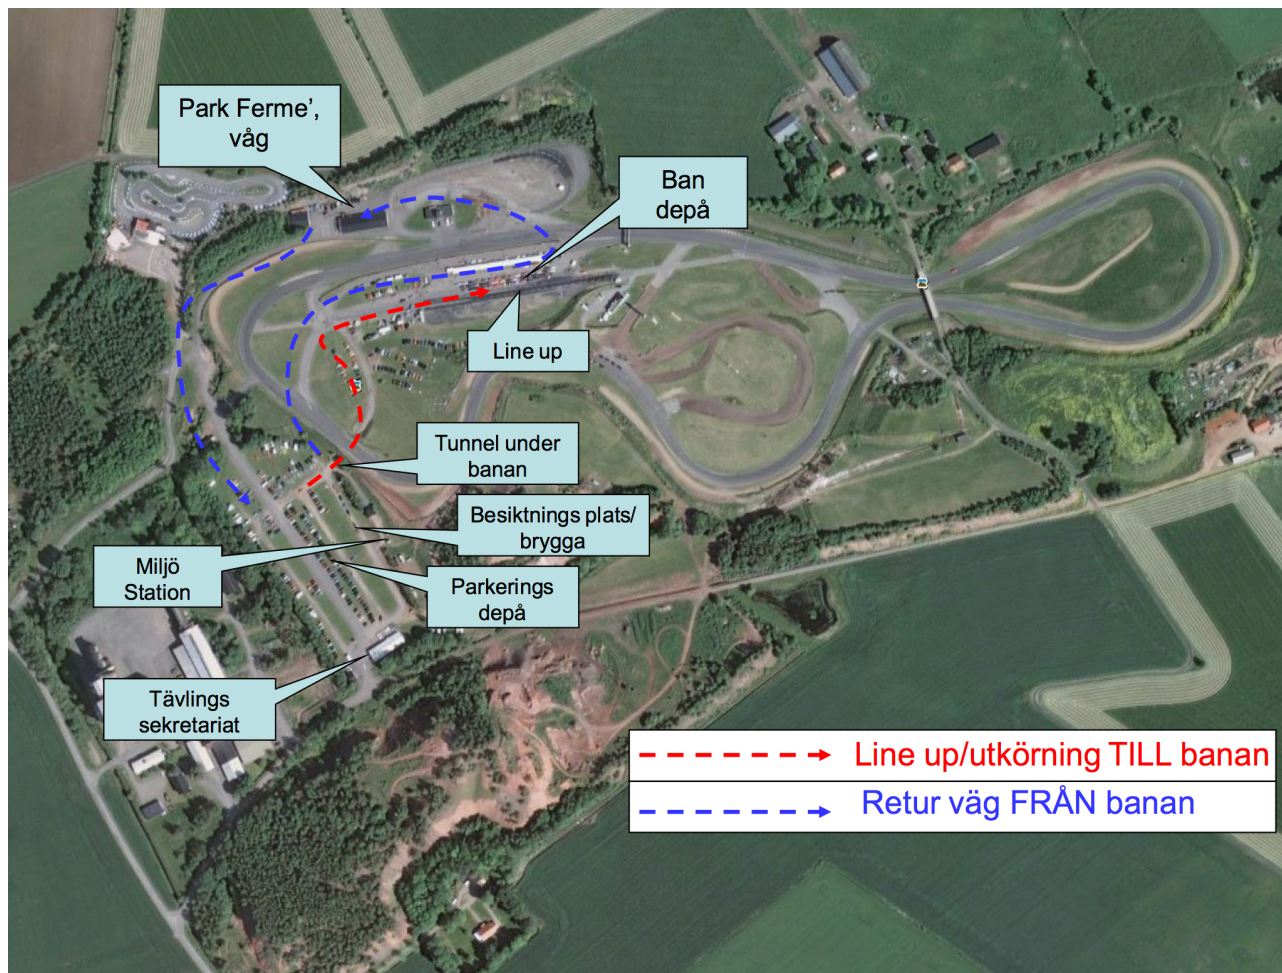 Park Ferme’,
våg
Ban
depå
Line up
Tunnel under
banan
Besiktnings plats/
brygga
Miljö
Station
Parkerings
depå
Tävlings
sekretariat
Line up/utkörning TILL banan
Retur väg FRÅN banan